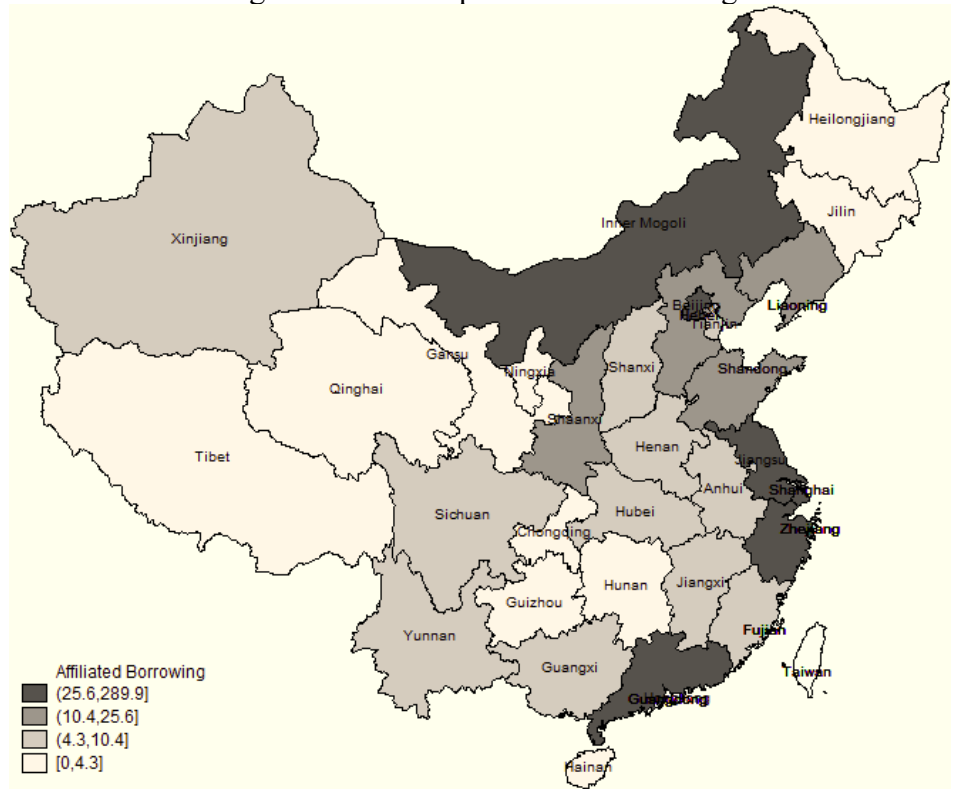 Heilongjiang
Jilin
Inner Mogoli
Xinjiang
Beijing
Hebei
Tianjin
Liaoning
Gansu
Ningxia
Shanxi
Shandong
Qinghai
Shaanxi
Henan
Jiangsu
Tibet
Anhui
Shanghai
Sichuan
Hubei
Chongqing
Zhejiang
Hunan
Jiangxi
Guizhou
Yunnan
Fujian
Guangxi
Taiwan
Guangdong
Hainan
Affiliated Borrowing
(25.6,289.9]
(10.4,25.6]
(4.3,10.4]
[0,4.3]